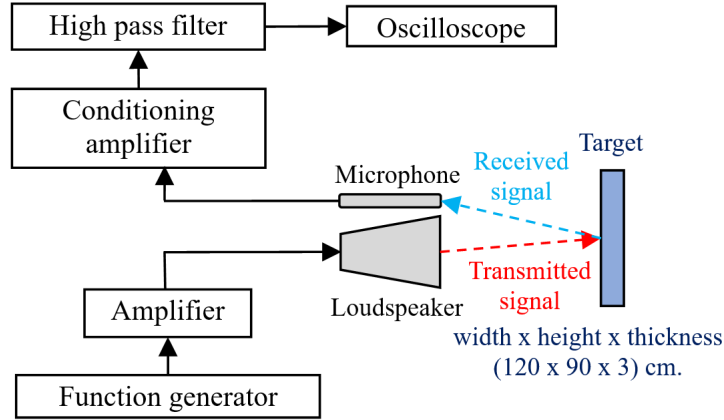 High pass filter
Oscilloscope
Conditioning
amplifier
Target
Microphone
Received
signal
Transmitted
signal
Loudspeaker
Amplifier
width x height x thickness
(120 x 90 x 3) cm.
Function generator